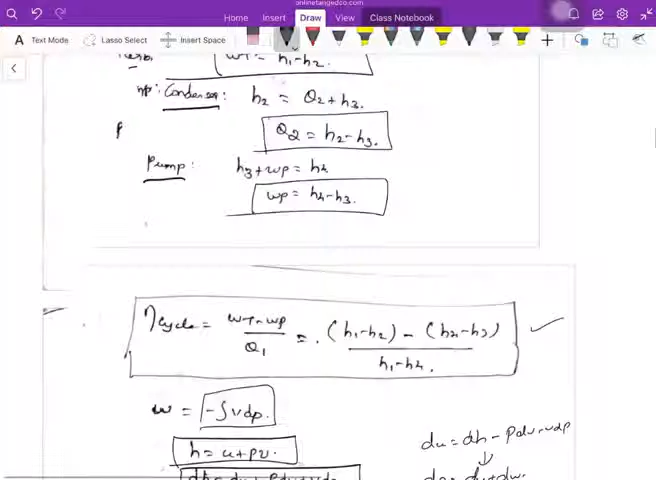 onlinetangedco.com
Home Insert Draw View Class Notebook
A Text Mode Lasso Select Insert Space
WT = h1-h2.
Condenser: h2 = Q2+h3.
Q2 = h2-h3.
Pump: h3+wp = h4
wp = h4-h3.
ηcycle = WT-wp / Q1 = (h1-h2) - (h4-h3) / h1-h4.
w = -∫vdp.
h = u+pv.
du = dh - pdv-vdp